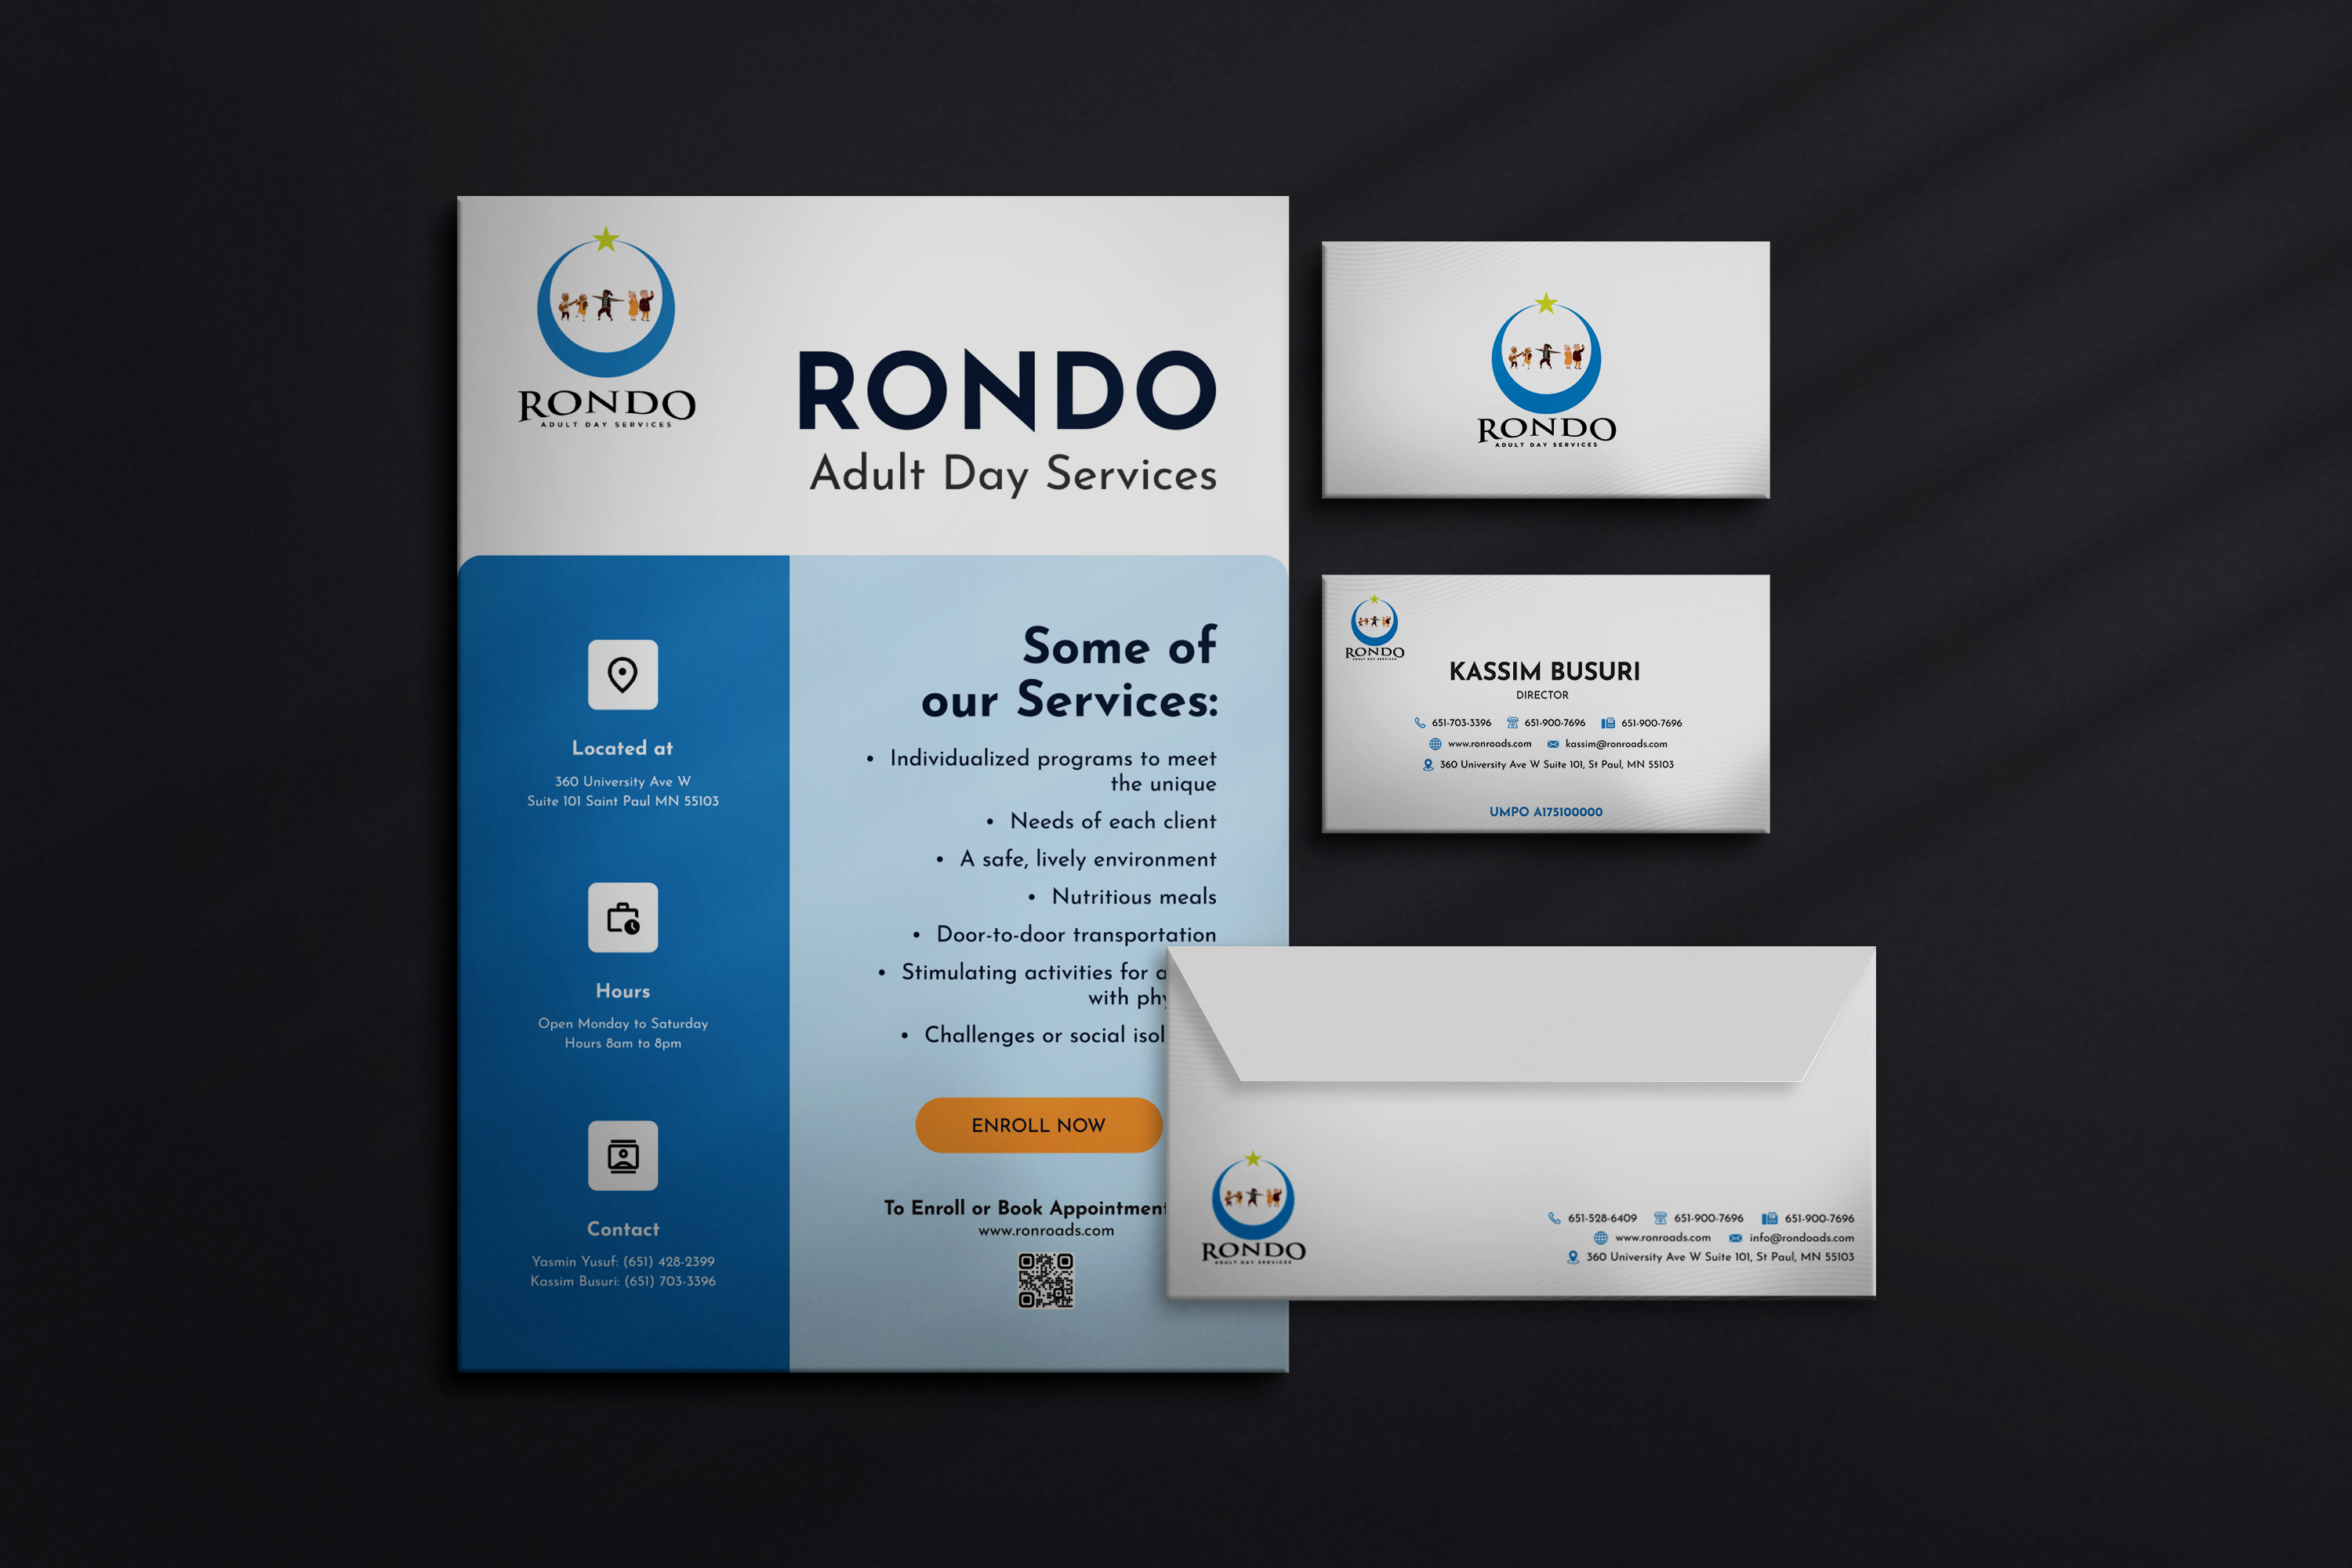 RONDO
ADULT DAY SERVICES
RONDO
Adult Day Services
Located at
360 University Ave W
Suite 101 Saint Paul MN 55103
Hours
Open Monday to Saturday
Hours 8am to 8pm
Contact
Yasmin Yusuf: (651) 428-2399
Kassim Busuri: (651) 703-3396
Some of
our Services:
• Individualized programs to meet
the unique
• Needs of each client
• A safe, lively environment
• Nutritious meals
• Door-to-door transportation
• Stimulating activities for
with
• Challenges or social
ENROLL NOW
To Enroll or Book Appointment
www.ronroads.com
RONDO
ADULT DAY SERVICES
RONDO
ADULT DAY SERVICES
KASSIM BUSURI
DIRECTOR
651-703-3396 651-900-7696 651-900-7696
www.ronroads.com kassim@ronroads.com
360 University Ave W Suite 101, St Paul, MN 55103
UMPO A175100000
RONDO
ADULT DAY SERVICES
651-528-6409 651-900-7696 651-900-7696
www.ronroads.com info@rondoads.com
360 University Ave W Suite 101, St Paul, MN 55103